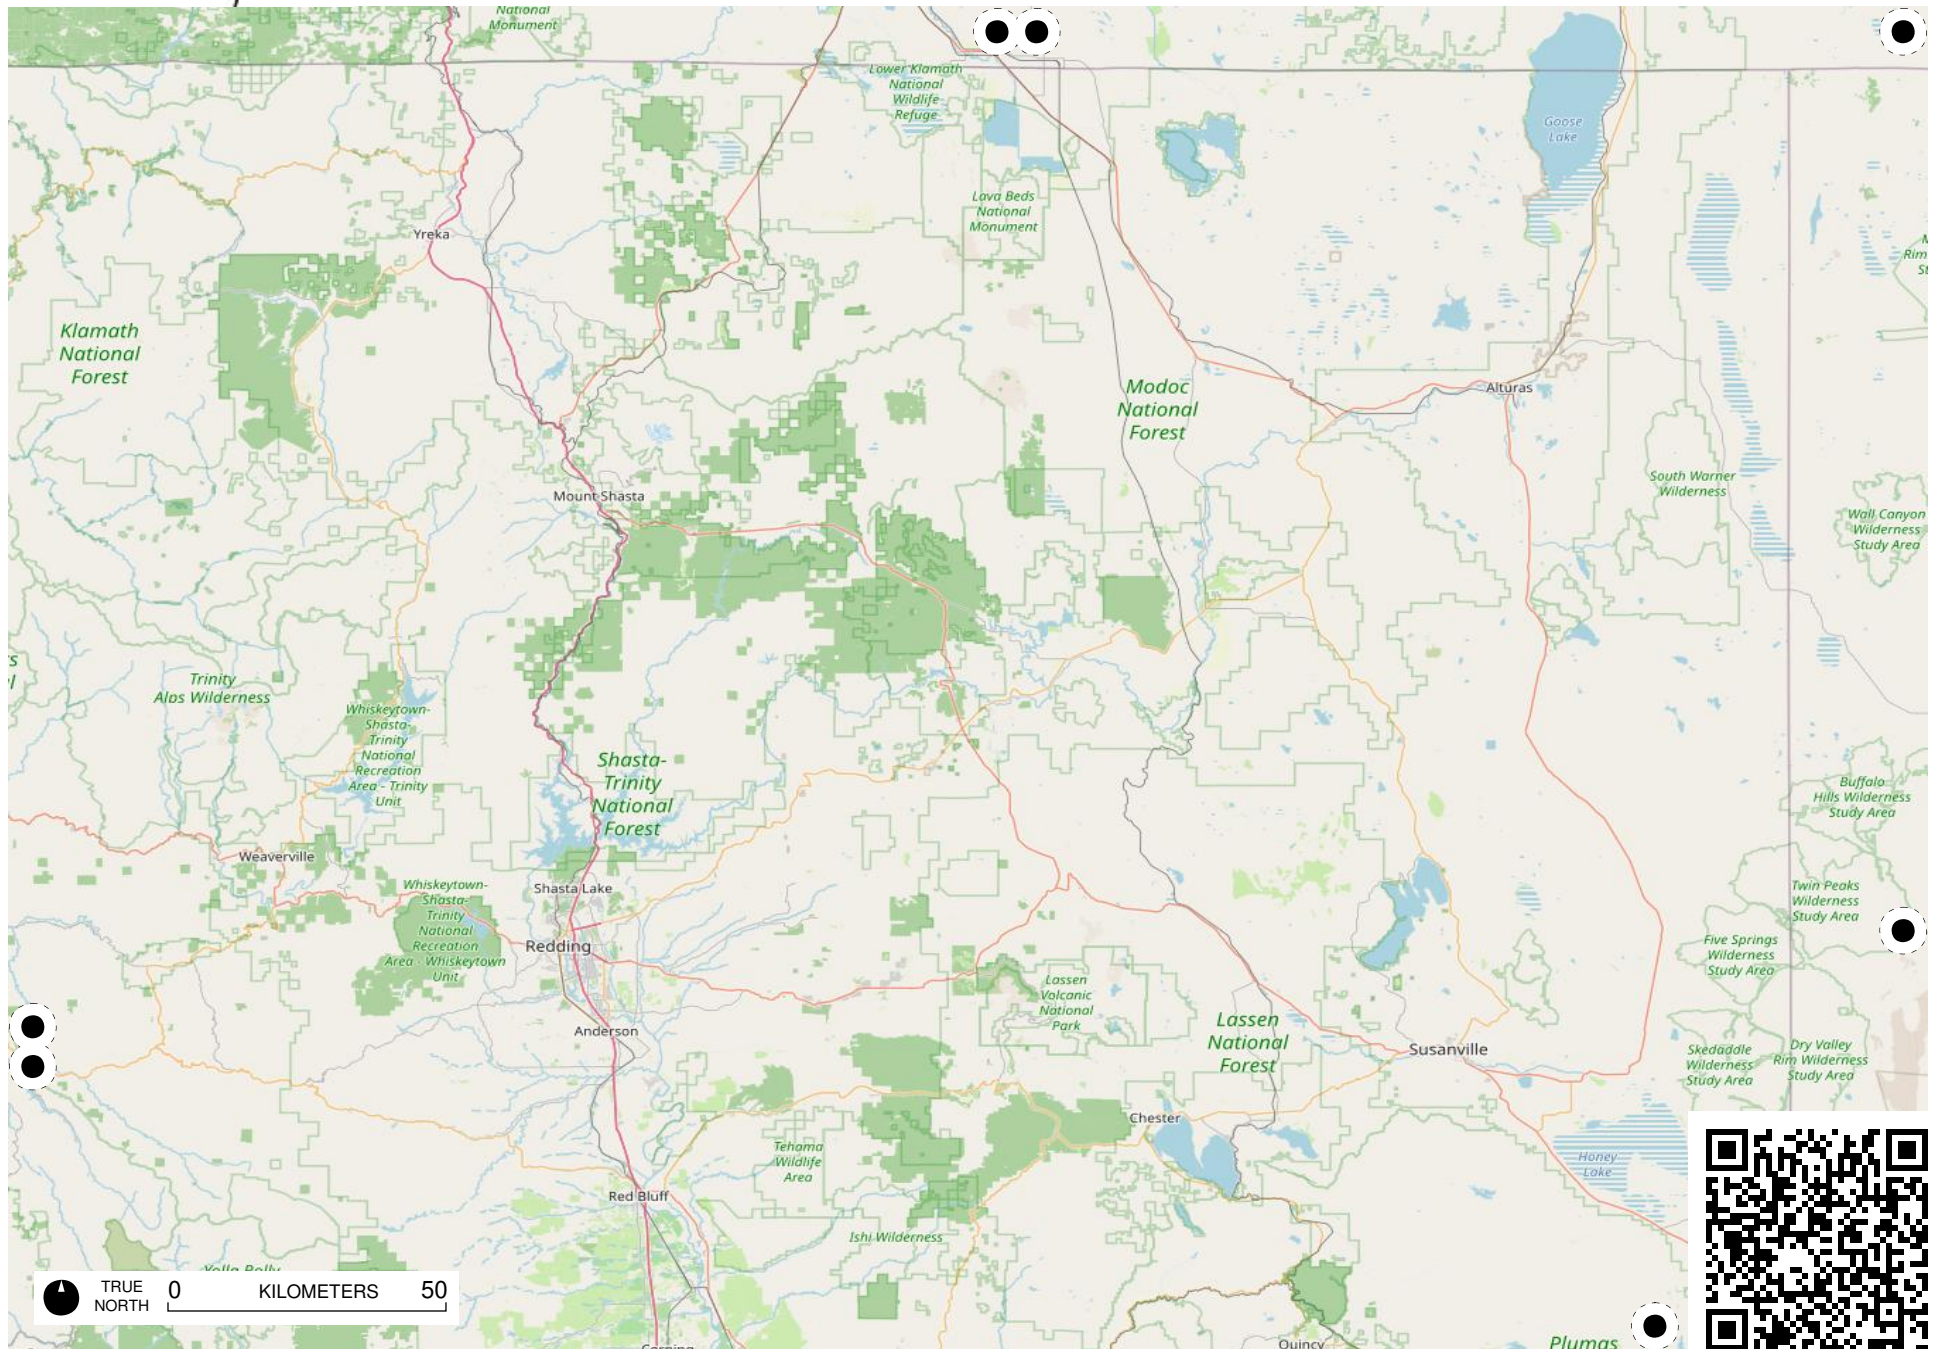 National
Monument
Lower Klamath
National
Wildlife
Refuge
Goose
Lake
Lava Beds
National
Monument
Yreka
Klamath
National
Forest
Modoc
National
Forest
Alturas
South Warner
Wilderness
Mount Shasta
Wall Canyon
Wilderness
Study Area
Trinity
Alps Wilderness
Whiskeytown-
Shasta-
Trinity
National
Recreation
Area - Trinity
Unit
Shasta-
Trinity
National
Forest
Buffalo
Hills Wilderness
Study Area
Weaverville
Shasta Lake
Whiskeytown-
Shasta-
Trinity
National
Recreation
Area - Whiskeytown
Unit
Twin Peaks
Wilderness
Study Area
Redding
Five Springs
Wilderness
Study Area
Lassen
Volcanic
National
Park
Anderson
Lassen
National
Forest
Susanville
Skedaddle
Wilderness
Study Area
Dry Valley
Rim Wilderness
Study Area
Chester
Tehama
Wildlife
Area
Honey
Lake
Red Bluff
Ishi Wilderness
Yolla Bolly
TRUE
NORTH
0 KILOMETERS 50
Corning
Quincy
Plumas